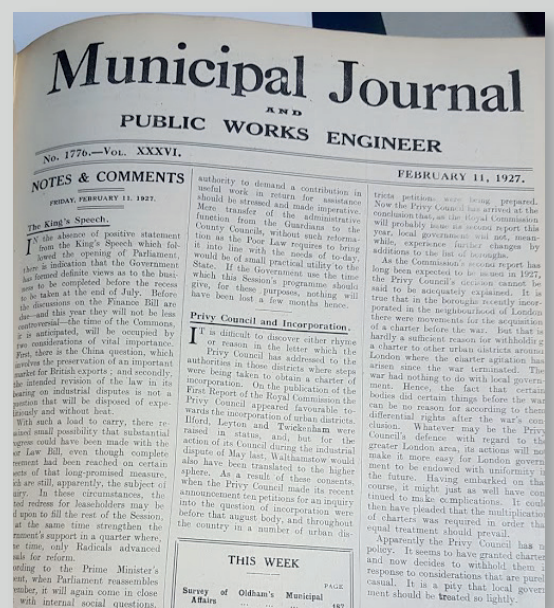 Municipal Journal
AND
PUBLIC WORKS ENGINEER
No. 1776.—VOL. XXXVI.
FEBRUARY 11, 1927.
NOTES & COMMENTS
FRIDAY, FEBRUARY 11, 1927.
The King's Speech.
IN the absence of positive statement
from the King's Speech which fol-
lowed the opening of Parliament,
there is indication that the Government
has formed definite views as to the busi-
ness to be completed before the recess
to be taken at the end of July. Before
the discussions on the Finance Bill are
due—and this year they will not be less
controversial—the time of the Commons,
it is anticipated, will be occupied by
two considerations of vital importance.
First, there is the China question, which
involves the preservation of an important
market for British exports; and secondly,
the intended revision of the law in its
bearing on industrial disputes is not a
question that will be disposed of expe-
ditiously and without heat.
With such a load to carry, there re-
mained small possibility that substantial
progress could have been made with the
or Law Bill, even though complete
reement had been reached on certain
ects of that long-promised measure,
ich are still, apparently, the subject of
iry. In these circumstances, the
ted redress for leaseholders may be
d upon to fill the rest of the Session,
at the same time strengthen the
rnment's support in a quarter where,
e time, only Radicals advanced
sals for reform.
ording to the Prime Minister's
ent, when Parliament reassembles
ember, it will again come in close
with internal social questions,
authority to demand a contribution in
useful work in return for assistance
should be stressed and made imperative.
Mere transfer of the administrative
function from the Guardians to the
County Councils, without such reforma-
tion as the Poor Law requires to bring
it into line with the needs of to-day,
would be of small practical utility to the
State. If the Government use the time
which this Session's programme should
give, for these purposes, nothing will
have been lost a few months hence.
Privy Council and Incorporation.
IT is difficult to discover either rhyme
or reason in the letter which the
Privy Council has addressed to the
authorities in those districts where steps
were being taken to obtain a charter of
incorporation. On the publication of the
First Report of the Royal Commission the
Privy Council appeared favourable to-
wards the incorporation of urban districts.
Ilford, Leyton and Twickenham were
raised in status, and, but for the
action of its Council during the industrial
dispute of May last, Walthamstow would
also have been translated to the higher
sphere. As a result of these consents,
when the Privy Council made its recent
announcement ten petitions for an inquiry
into the question of incorporation were
before that august body, and throughout
the country in a number of urban dis-
THIS WEEK
PAGE
Survey of Oldham's Municipal
Affairs ... ... ... 487
tricts petitions were being prepared.
Now the Privy Council has arrived at the
conclusion that, as the Royal Commission
will probably issue its second report this
year, local government will not, mean-
while, experience further changes by
additions to the list of boroughs.
As the Commission's second report has
long been expected to be issued in 1927,
the Privy Council's decision cannot be
said to be adequately explained. It is
true that in the boroughs recently incor-
porated in the neighbourhood of London
there were movements for the acquisition
of a charter before the war. But that is
hardly a sufficient reason for withholding
a charter to other urban districts around
London where the charter agitation has
arisen since the war terminated. The
war had nothing to do with local govern-
ment. Hence, the fact that certain
bodies did certain things before the war
can be no reason for according to them
differential rights after the war's con-
clusion. Whatever may be the Privy
Council's defence with regard to the
greater London area, its actions will not
make it more easy for London govern-
ment to be endowed with uniformity in
the future. Having embarked on that
course, it might just as well have con-
tinued to make complications. It could
then have pleaded that the multiplication
of charters was required in order that
equal treatment should prevail.
Apparently the Privy Council has n
policy. It seems to have granted charter
and now decides to withhold them i
response to considerations that are purel
casual. It is a pity that local govern
ment should be treated so lightly.